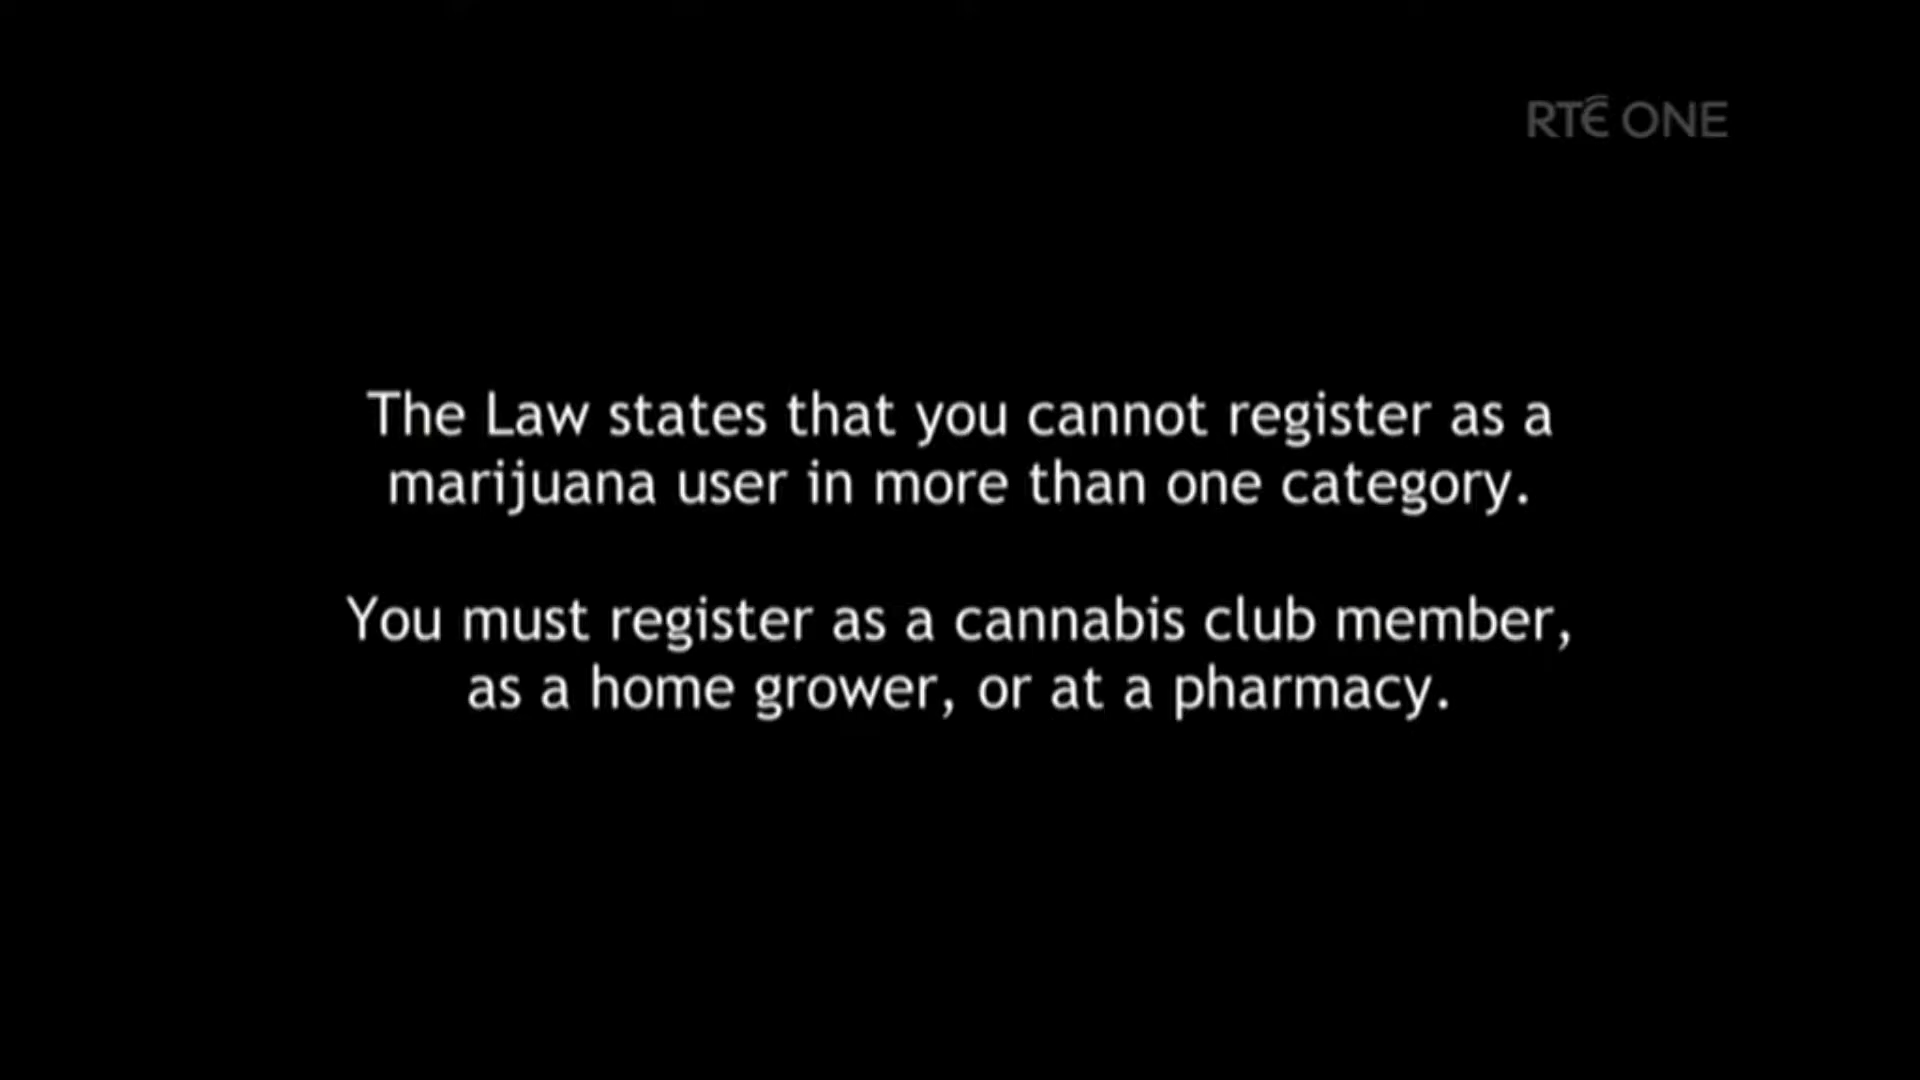 RTÉ ONE
The Law states that you cannot register as a
marijuana user in more than one category.
You must register as a cannabis club member,
as a home grower, or at a pharmacy.